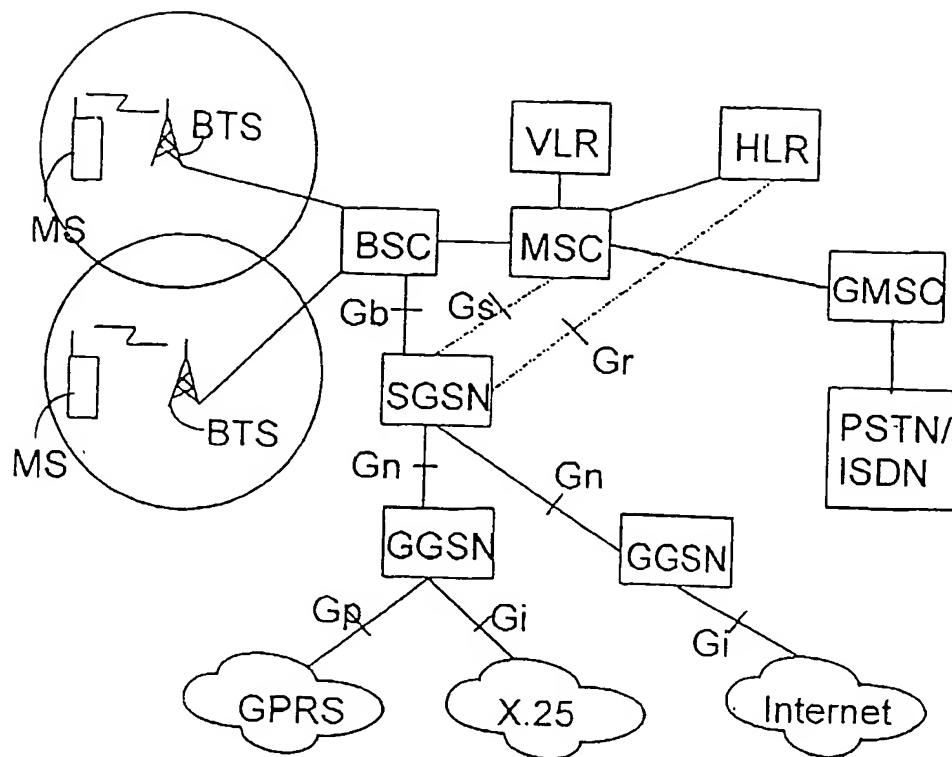 BTS
VLR
HLR
MS
BSC
MSC
GMSC
Gb
Gs
Gr
SGSN
BTS
MS
PSTN/
ISDN
Gn
Gn
GGSN
GGSN
Gp
Gi
Gi
GPRS
X.25
Internet